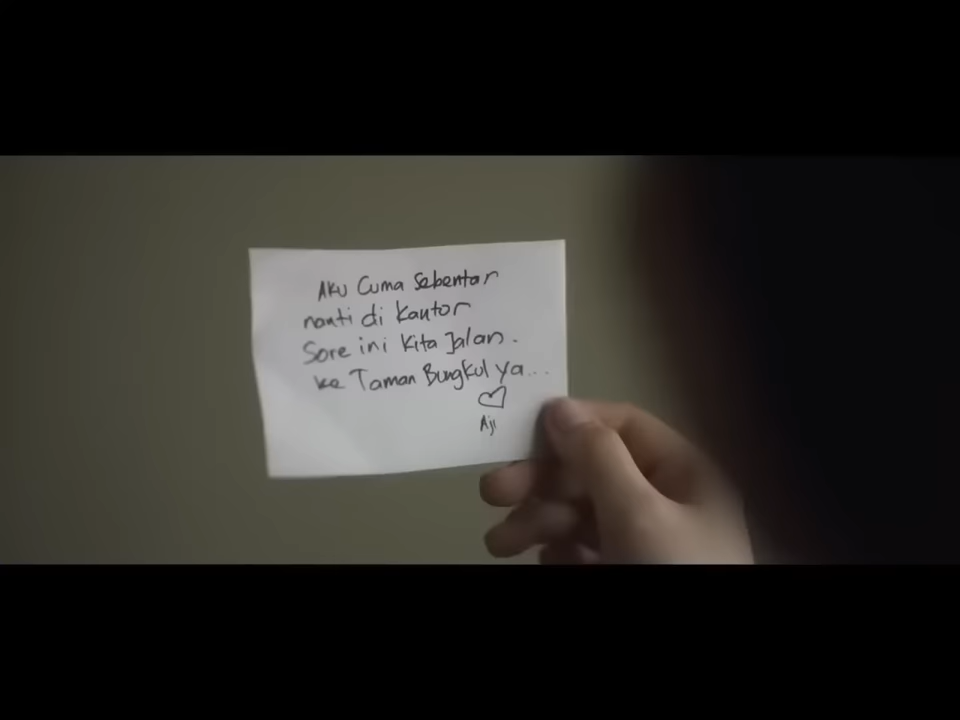 Aku Cuma Sebentar
nanti di Kantor
Sore ini Kita Jalan.
ke Taman Bungkul ya...
Aji